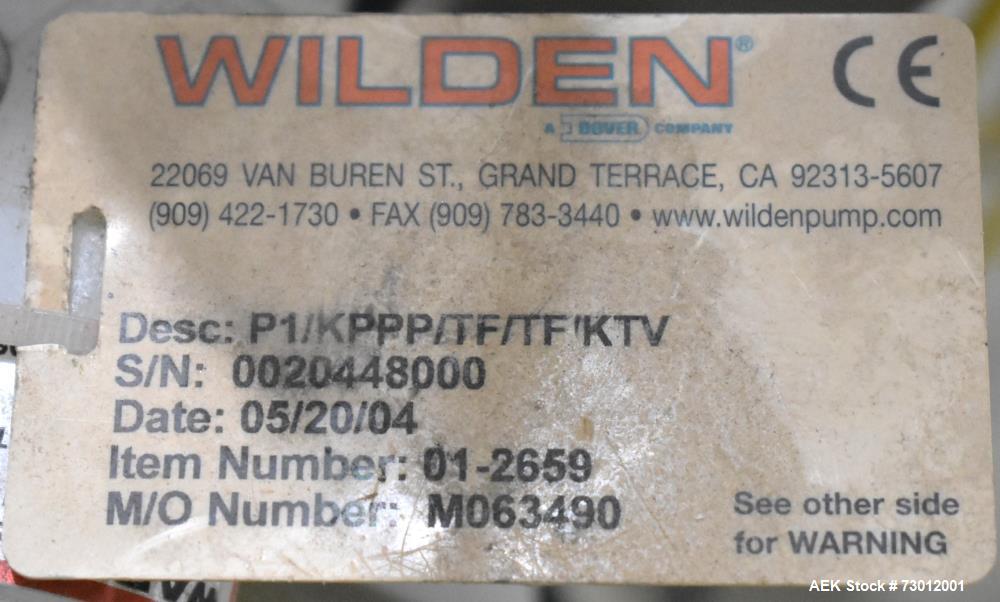 WILDEN® CE
A DOVER COMPANY
22069 VAN BUREN ST., GRAND TERRACE, CA 92313-5607
(909) 422-1730 • FAX (909) 783-3440 • www.wildenpump.com
Desc: P1/KPPP/TF/TF/KTV
S/N: 0020448000
Date: 05/20/04
Item Number: 01-2659
M/O Number: M063490
See other side
for WARNING
AEK Stock # 73012001